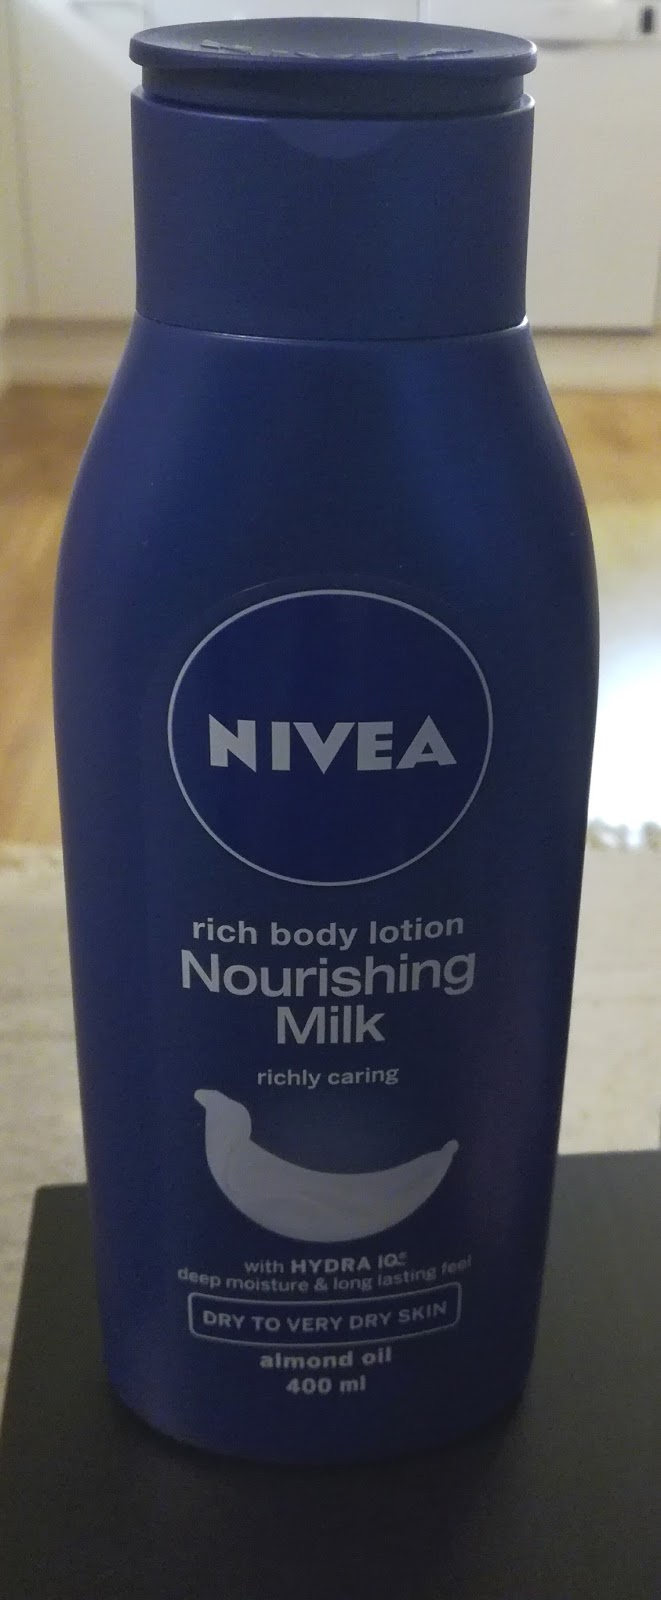 NIVEA
NIVEA
rich body lotion
Nourishing
Milk
richly caring
with HYDRA IQ
deep moisture & long lasting feel
DRY TO VERY DRY SKIN
almond oil
400 ml